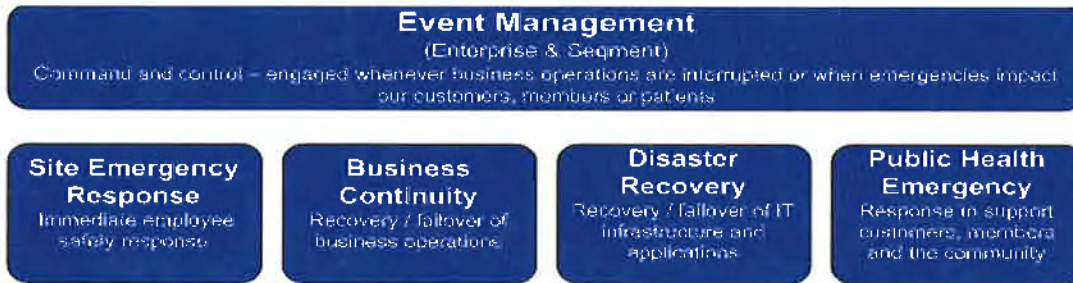 Event Management
(Enterprise & Segment)
Command and control – engaged whenever business operations are interrupted or when emergencies impact
our customers, members or patients
Site Emergency
Response
Immediate employee
safety response
Business
Continuity
Recovery / failover of
business operations
Disaster
Recovery
Recovery / failover of IT
infrastructure and
applications
Public Health
Emergency
Response in support
customers, members
and the community